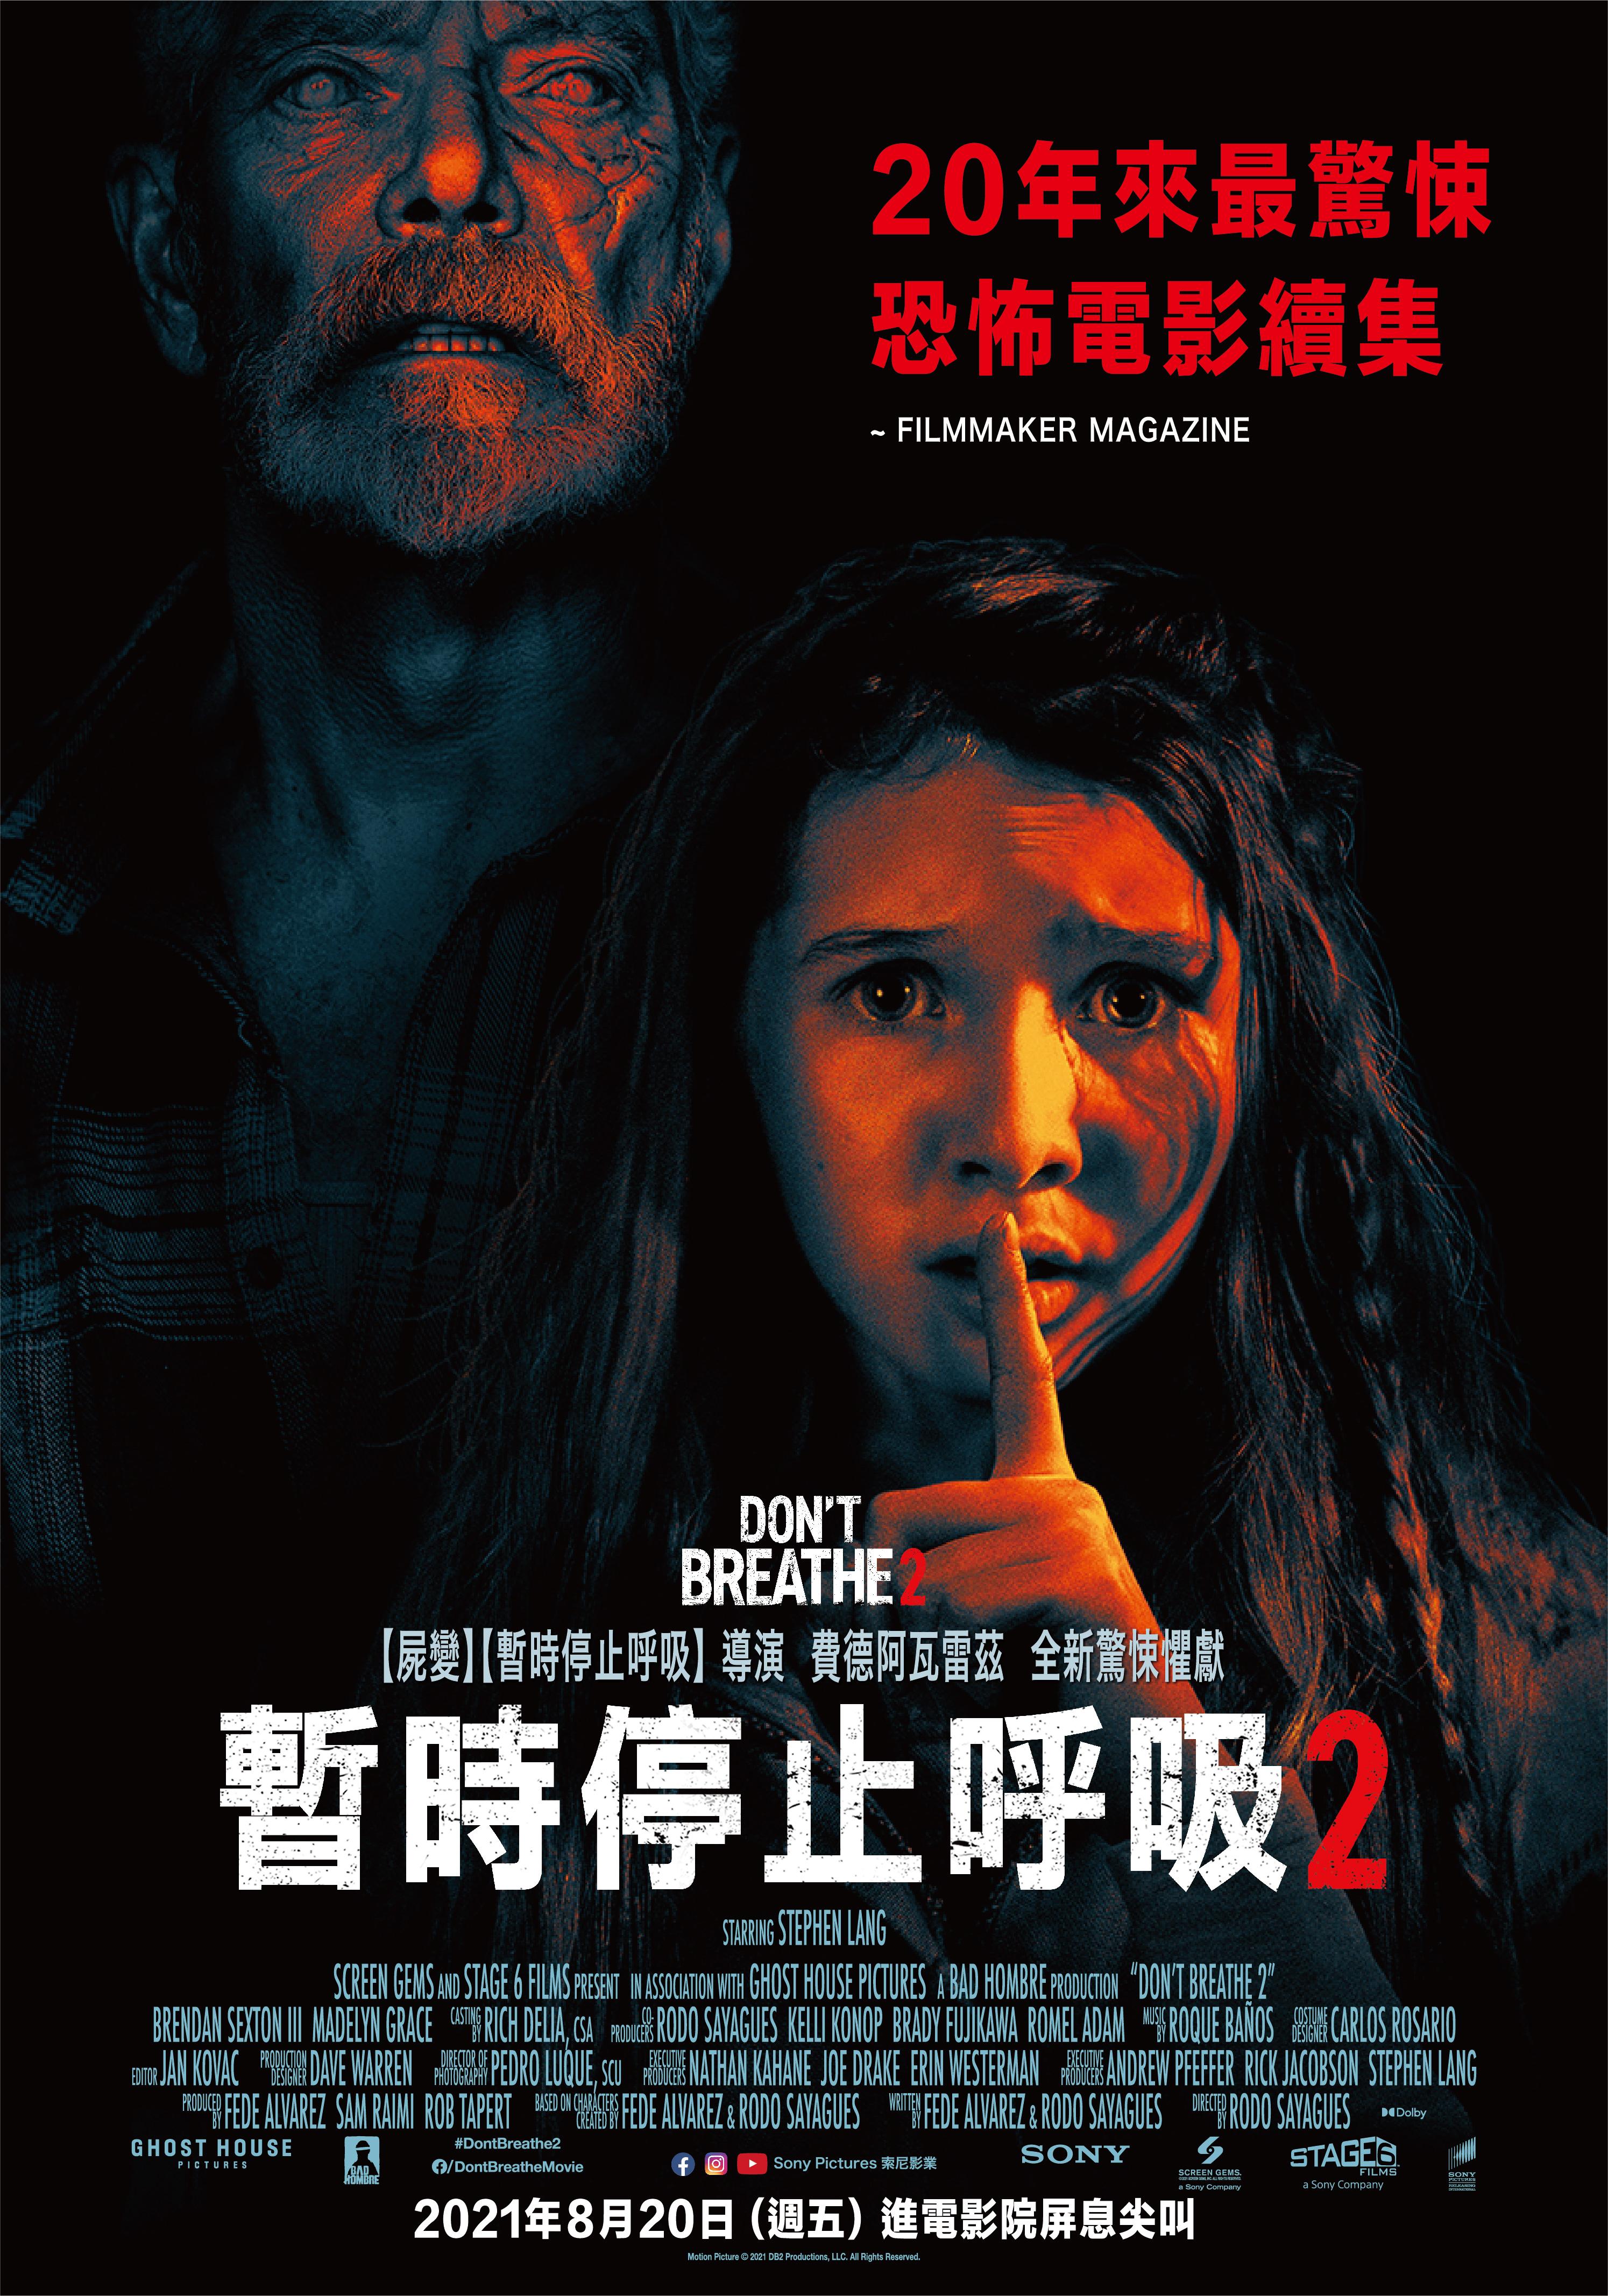 20年來最驚悚
恐怖電影續集
~ FILMMAKER MAGAZINE
DON'T
BREATHE 2
【屍變】【暫時停止呼吸】導演 費德阿瓦雷茲 全新驚悚懼獻
暫時停止呼吸2
STARRING STEPHEN LANG
SCREEN GEMS AND STAGE 6 FILMS PRESENT IN ASSOCIATION WITH GHOST HOUSE PICTURES A BAD HOMBRE PRODUCTION "DON'T BREATHE 2"
BRENDAN SEXTON III MADELYN GRACE CASTING BY RICH DELIA, CSA CO-PRODUCERS RODO SAYAGUES KELLI KONOP BRADY FUJIKAWA ROMEL ADAM MUSIC BY ROQUE BAÑOS COSTUME DESIGNER CARLOS ROSARIO
EDITOR JAN KOVAC PRODUCTION DESIGNER DAVE WARREN DIRECTOR OF PHOTOGRAPHY PEDRO LUQUE, SCU EXECUTIVE PRODUCERS NATHAN KAHANE JOE DRAKE ERIN WESTERMAN EXECUTIVE PRODUCERS ANDREW PFEFFER RICK JACOBSON STEPHEN LANG
PRODUCED BY FEDE ALVAREZ SAM RAIMI ROB TAPERT BASED ON CHARACTERS CREATED BY FEDE ALVAREZ & RODO SAYAGUES WRITTEN BY FEDE ALVAREZ & RODO SAYAGUES DIRECTED BY RODO SAYAGUES Dolby
GHOST HOUSE
PICTURES
BAD
HOMBRE
#DontBreathe2
/DontBreatheMovie
Sony Pictures 索尼影業
SONY
SCREEN GEMS.
a Sony Company
STAGE 6
FILMS
a Sony Company
SONY
PICTURES
2021年8月20日（週五）進電影院屏息尖叫
Motion Picture © 2021 DB2 Productions, LLC. All Rights Reserved.